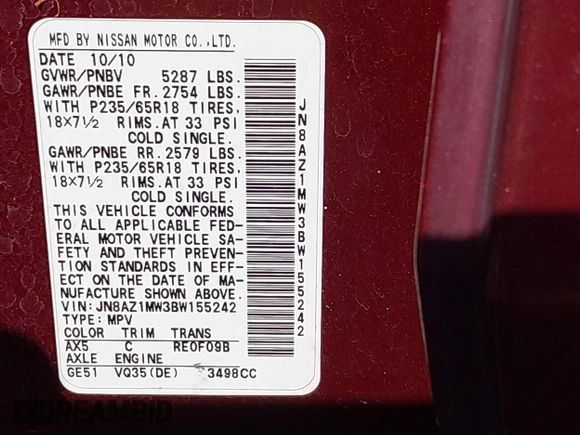 MFD BY NISSAN MOTOR CO.,LTD.
DATE 10/10
GVWR/PNBV 5287 LBS.
GAWR/PNBE FR. 2754 LBS.
WITH P235/65R18 TIRES.
18X7½ RIMS. AT 33 PSI
COLD SINGLE.
GAWR/PNBE RR. 2579 LBS.
WITH P235/65R18 TIRES.
18X7½ RIMS. AT 33 PSI
COLD SINGLE.
THIS VEHICLE CONFORMS
TO ALL APPLICABLE FED-
ERAL MOTOR VEHICLE SA-
FETY AND THEFT PREVEN-
TION STANDARDS IN EFF-
ECT ON THE DATE OF MA-
NUFACTURE SHOWN ABOVE.
VIN: JN8AZ1MW3BW155242
TYPE: MPV
COLOR TRIM TRANS
AX5 C RE0F09B
AXLE ENGINE
GE51 VQ35(DE) 3498CC
JN8AZ1MW3BW155242
DREAMBID